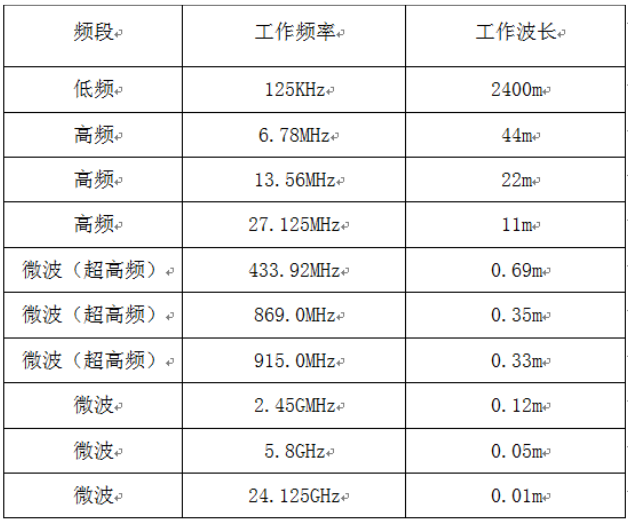 频段 工作频率 工作波长
低频 125KHz 2400m
高频 6.78MHz 44m
高频 13.56MHz 22m
高频 27.125MHz 11m
微波（超高频） 433.92MHz 0.69m
微波（超高频） 869.0MHz 0.35m
微波（超高频） 915.0MHz 0.33m
微波 2.45GMHz 0.12m
微波 5.8GHz 0.05m
微波 24.125GHz 0.01m